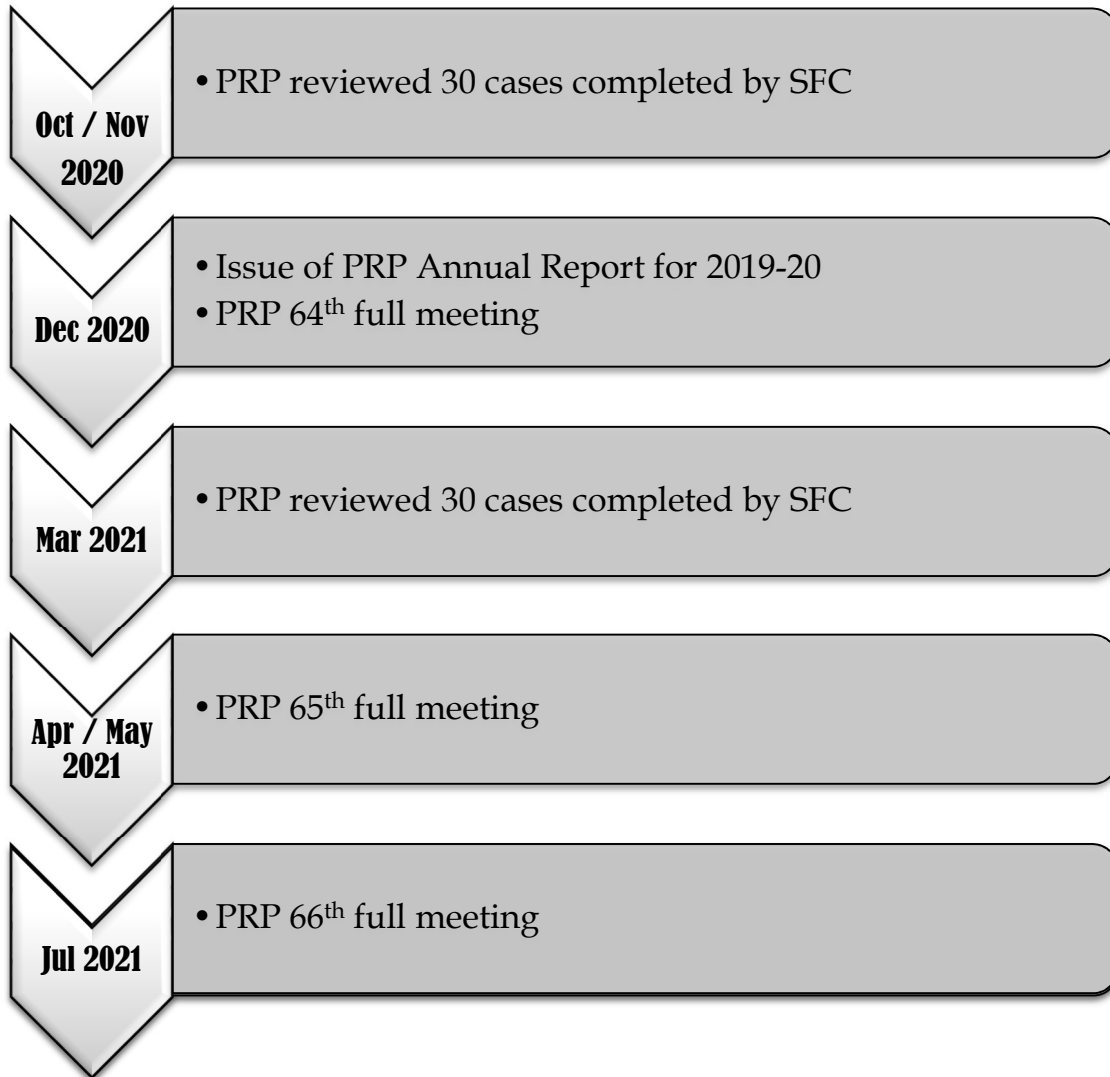 Oct / Nov
2020
• PRP reviewed 30 cases completed by SFC
Dec 2020
• Issue of PRP Annual Report for 2019-20
• PRP 64th full meeting
Mar 2021
• PRP reviewed 30 cases completed by SFC
Apr / May
2021
• PRP 65th full meeting
Jul 2021
• PRP 66th full meeting